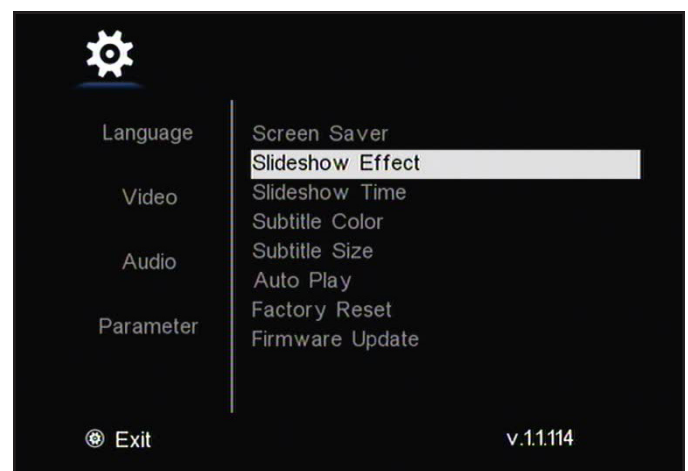 Language
Video
Audio
Parameter
Screen Saver
Slideshow Effect
Slideshow Time
Subtitle Color
Subtitle Size
Auto Play
Factory Reset
Firmware Update
Exit
v.1.1.114